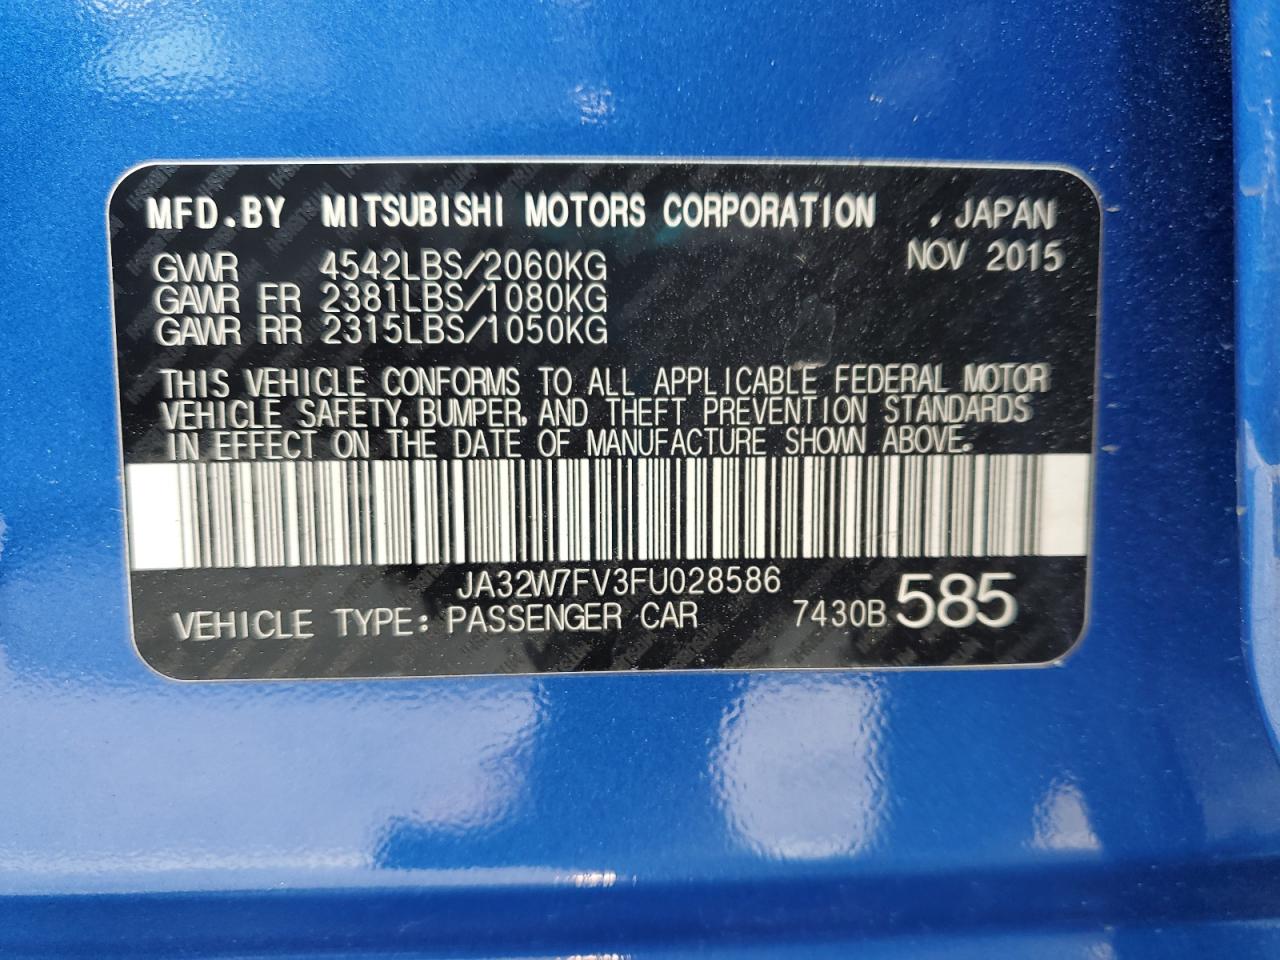 MFD.BY MITSUBISHI MOTORS CORPORATION , JAPAN
NOV 2015
GVWR 4542LBS/2060KG
GAWR FR 2381LBS/1080KG
GAWR RR 2315LBS/1050KG
THIS VEHICLE CONFORMS TO ALL APPLICABLE FEDERAL MOTOR
VEHICLE SAFETY, BUMPER, AND THEFT PREVENTION STANDARDS
IN EFFECT ON THE DATE OF MANUFACTURE SHOWN ABOVE.
JA32W7FV3FU028586
VEHICLE TYPE: PASSENGER CAR 7430B 585